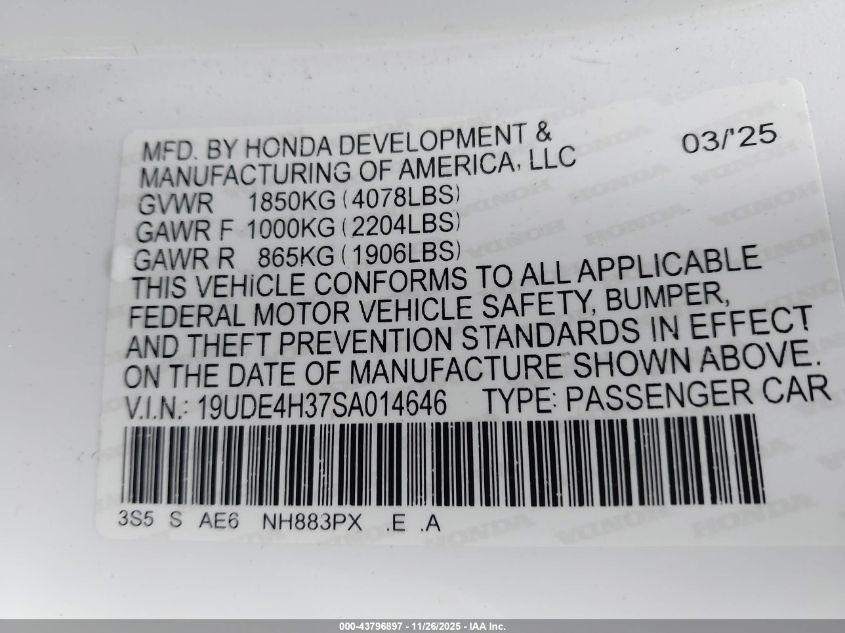 MFD. BY HONDA DEVELOPMENT & 03/'25
MANUFACTURING OF AMERICA, LLC
GVWR 1850KG (4078LBS)
GAWR F 1000KG (2204LBS)
GAWR R 865KG (1906LBS)
THIS VEHICLE CONFORMS TO ALL APPLICABLE
FEDERAL MOTOR VEHICLE SAFETY, BUMPER,
AND THEFT PREVENTION STANDARDS IN EFFECT
ON THE DATE OF MANUFACTURE SHOWN ABOVE.
V.I.N.: 19UDE4H37SA014646 TYPE: PASSENGER CAR
3S5 S AE6 NH883PX .E .A
000-43796897 - 11/26/2025 - IAA Inc.